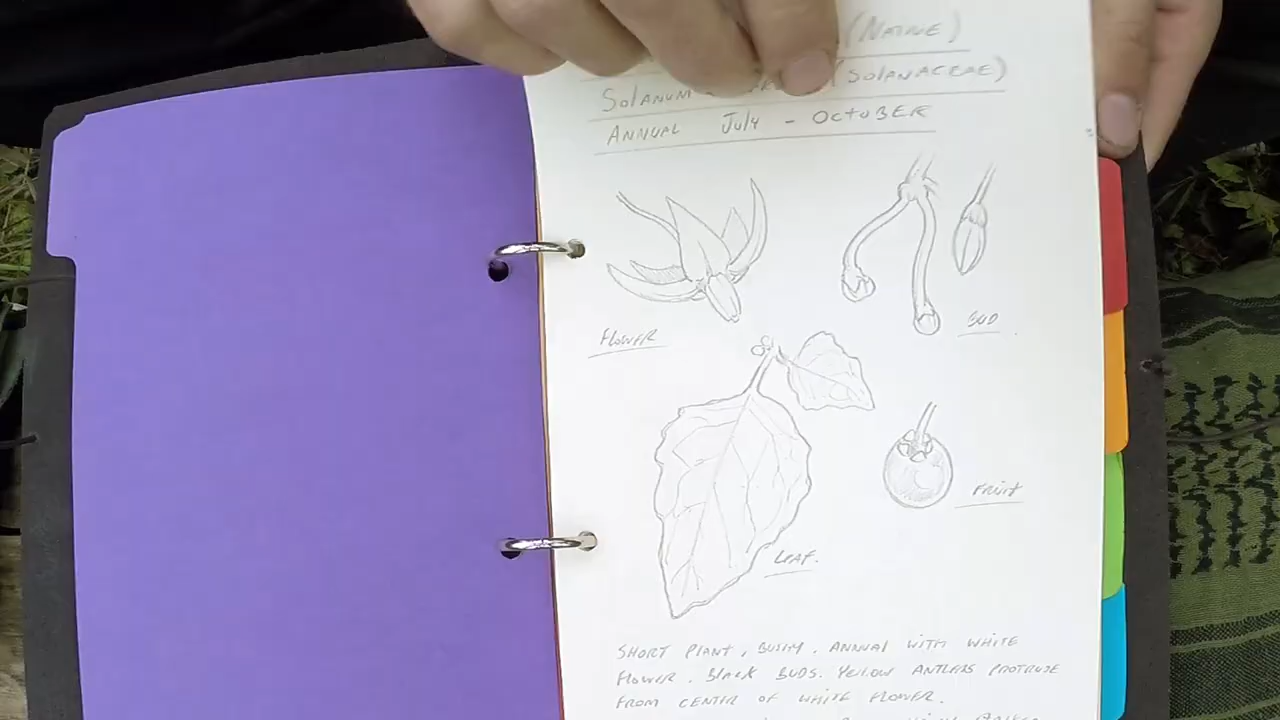 (NATIVE)
SOLANUM (SOLANACEAE)
ANNUAL JULY - OCTOBER
FLOWER
BUD
FRUIT
LEAF.
SHORT PLANT, BUSHY. ANNUAL WITH WHITE
FLOWER. BLACK BUDS. YELLOW ANTLERS PROTRUDE
FROM CENTER OF WHITE FLOWER.